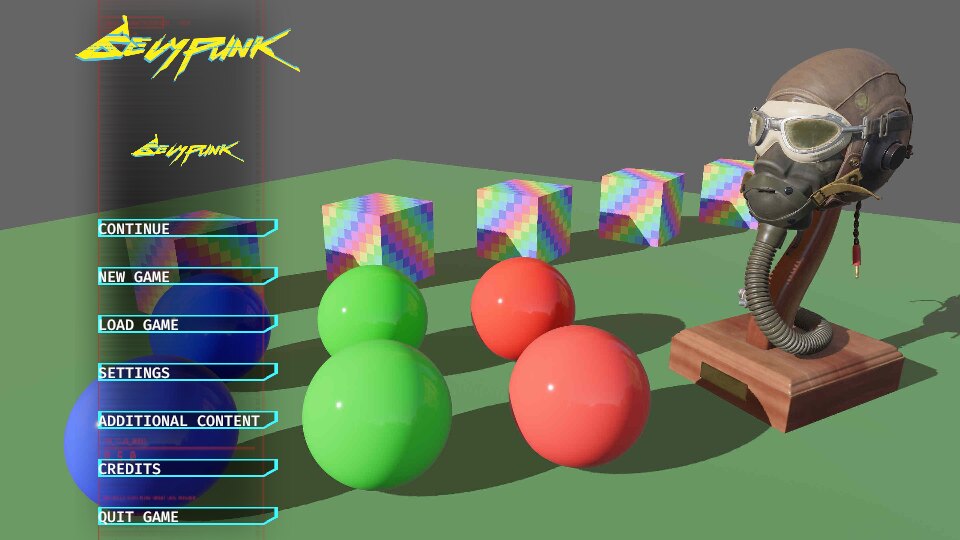 BEVYPUNK
BEVYPUNK
CONTINUE
NEW GAME
LOAD GAME
SETTINGS
ADDITIONAL CONTENT
CREDITS
QUIT GAME